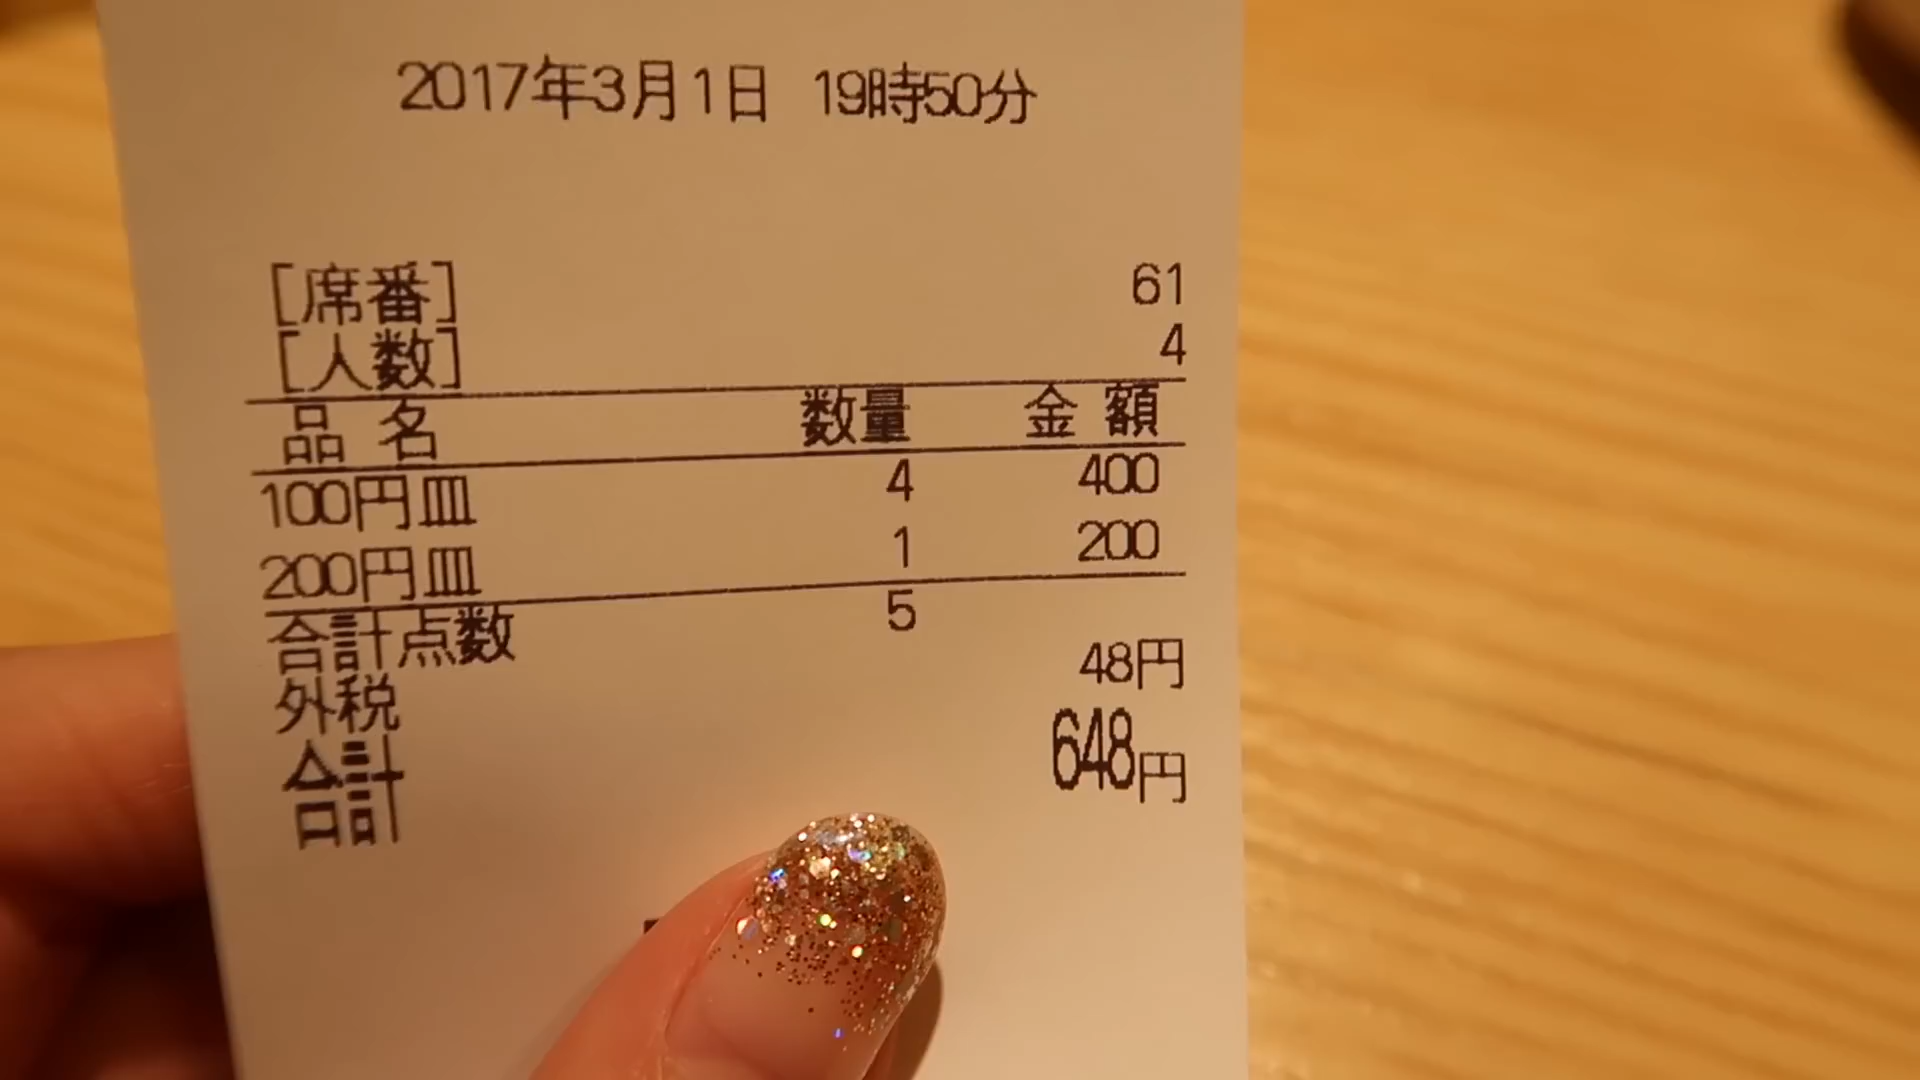 2017年3月1日 19時50分
[席番] 61
[人数] 4
品名 数量 金額
100円皿 4 400
200円皿 1 200
合計点数 5
外税 48円
合計 648円